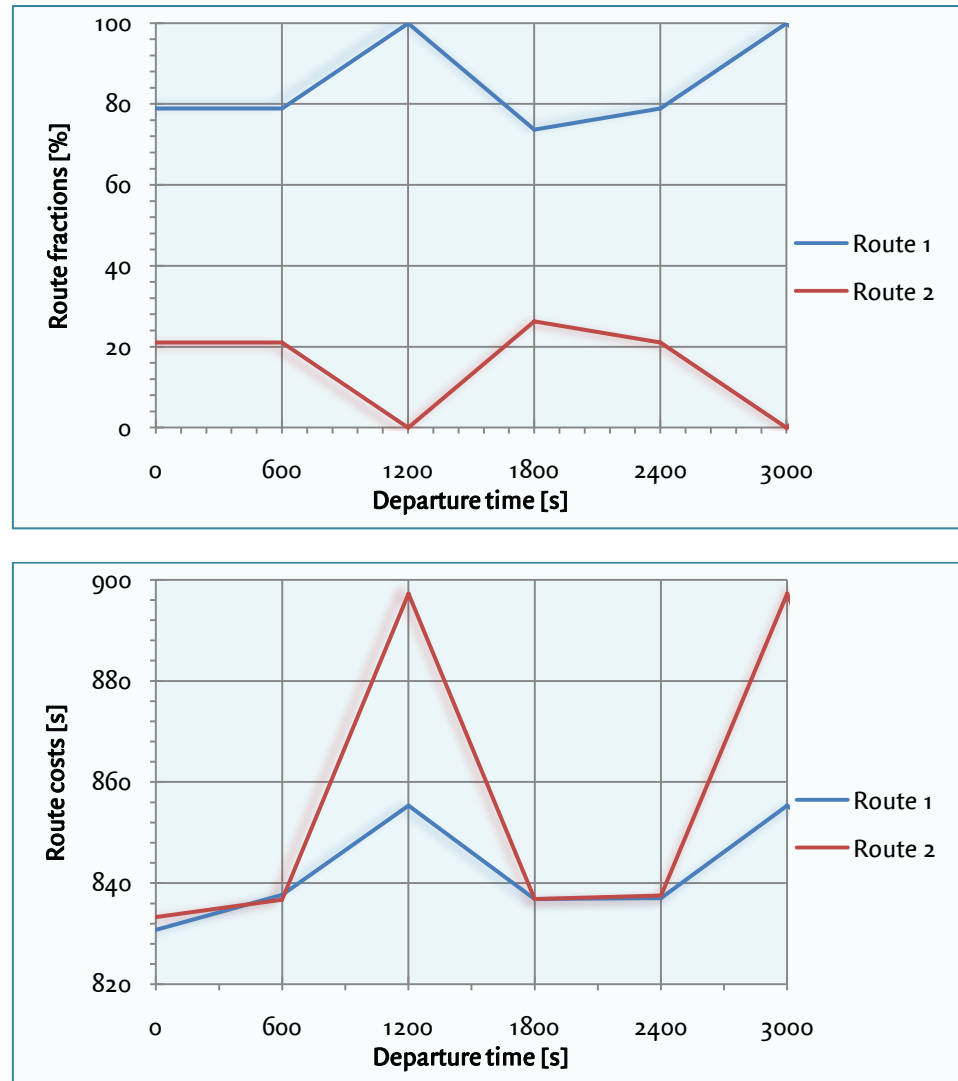 100
80
60
40
20
0
Route fractions [%]
0 600 1200 1800 2400 3000
Departure time [s]
Route 1
Route 2
900
880
860
840
820
Route costs [s]
0 600 1200 1800 2400 3000
Departure time [s]
Route 1
Route 2